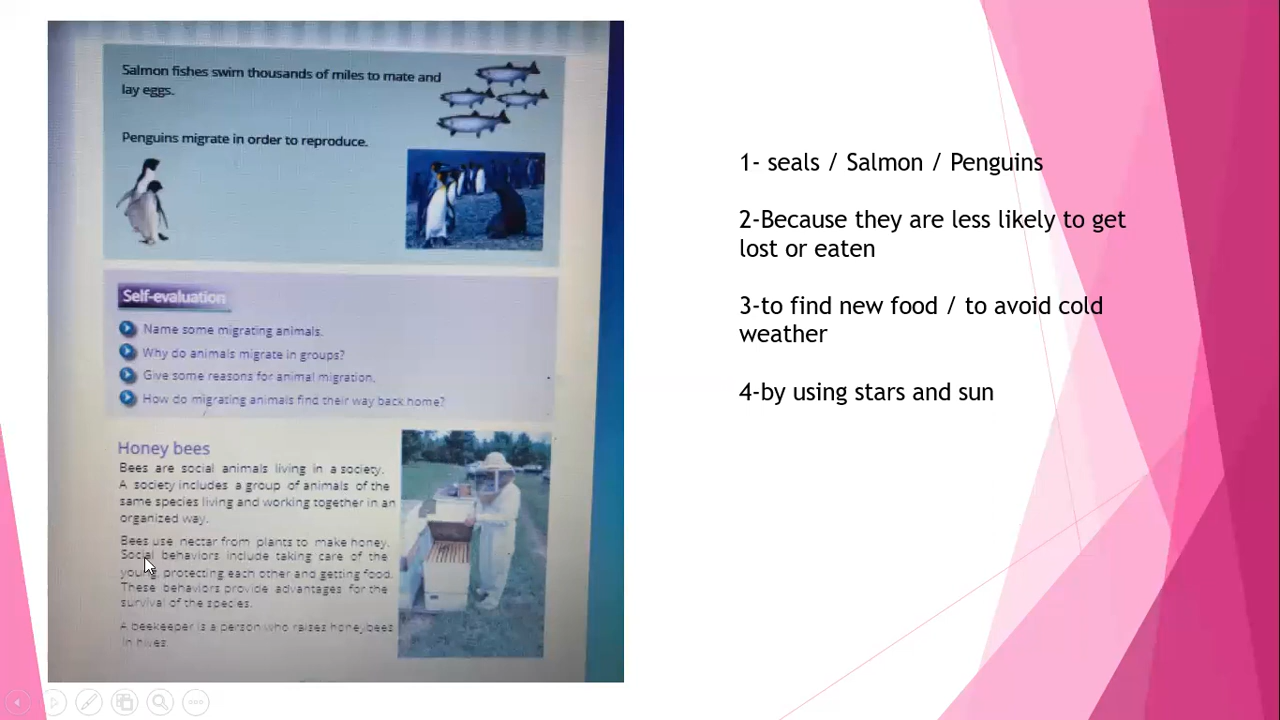 Salmon fishes swim thousands of miles to mate and
lay eggs.
Penguins migrate in order to reproduce.
Self-evaluation
Name some migrating animals.
Why do animals migrate in groups?
Give some reasons for animal migration.
How do migrating animals find their way back home?
Honey bees
Bees are social animals living in a society.
A society includes a group of animals of the
same species living and working together in an
organized way.
Bees use nectar from plants to make honey.
Social behaviors include taking care of the
young, protecting each other and getting food.
These behaviors provide advantages for the
survival of the species.
A beekeeper is a person who raises honeybees
in hives.
1- seals / Salmon / Penguins
2-Because they are less likely to get
lost or eaten
3-to find new food / to avoid cold
weather
4-by using stars and sun